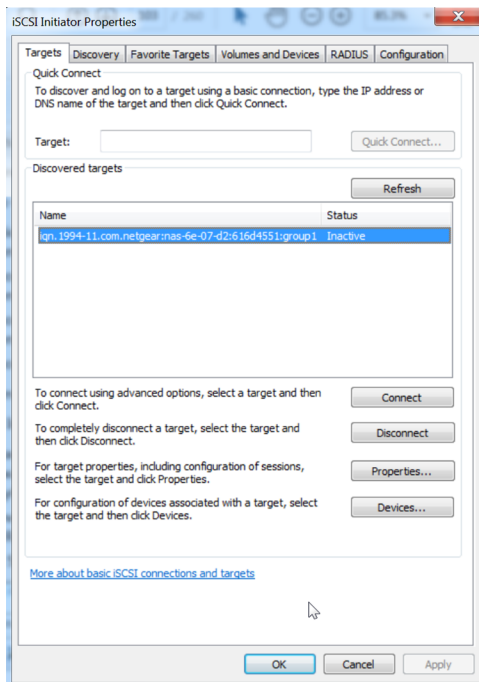 503 / 260 85.3%
iSCSI Initiator Properties
Targets Discovery Favorite Targets Volumes and Devices RADIUS Configuration
Quick Connect
To discover and log on to a target using a basic connection, type the IP address or
DNS name of the target and then click Quick Connect.
Target: Quick Connect...
Discovered targets
Refresh
Name Status
iqn.1994-11.com.netgear:nas-6e-07-d2:616d4551:group1 Inactive
To connect using advanced options, select a target and then
click Connect.
Connect
To completely disconnect a target, select the target and
then click Disconnect.
Disconnect
For target properties, including configuration of sessions,
select the target and click Properties.
Properties...
For configuration of devices associated with a target, select
the target and then click Devices.
Devices...
More about basic iSCSI connections and targets
OK Cancel Apply